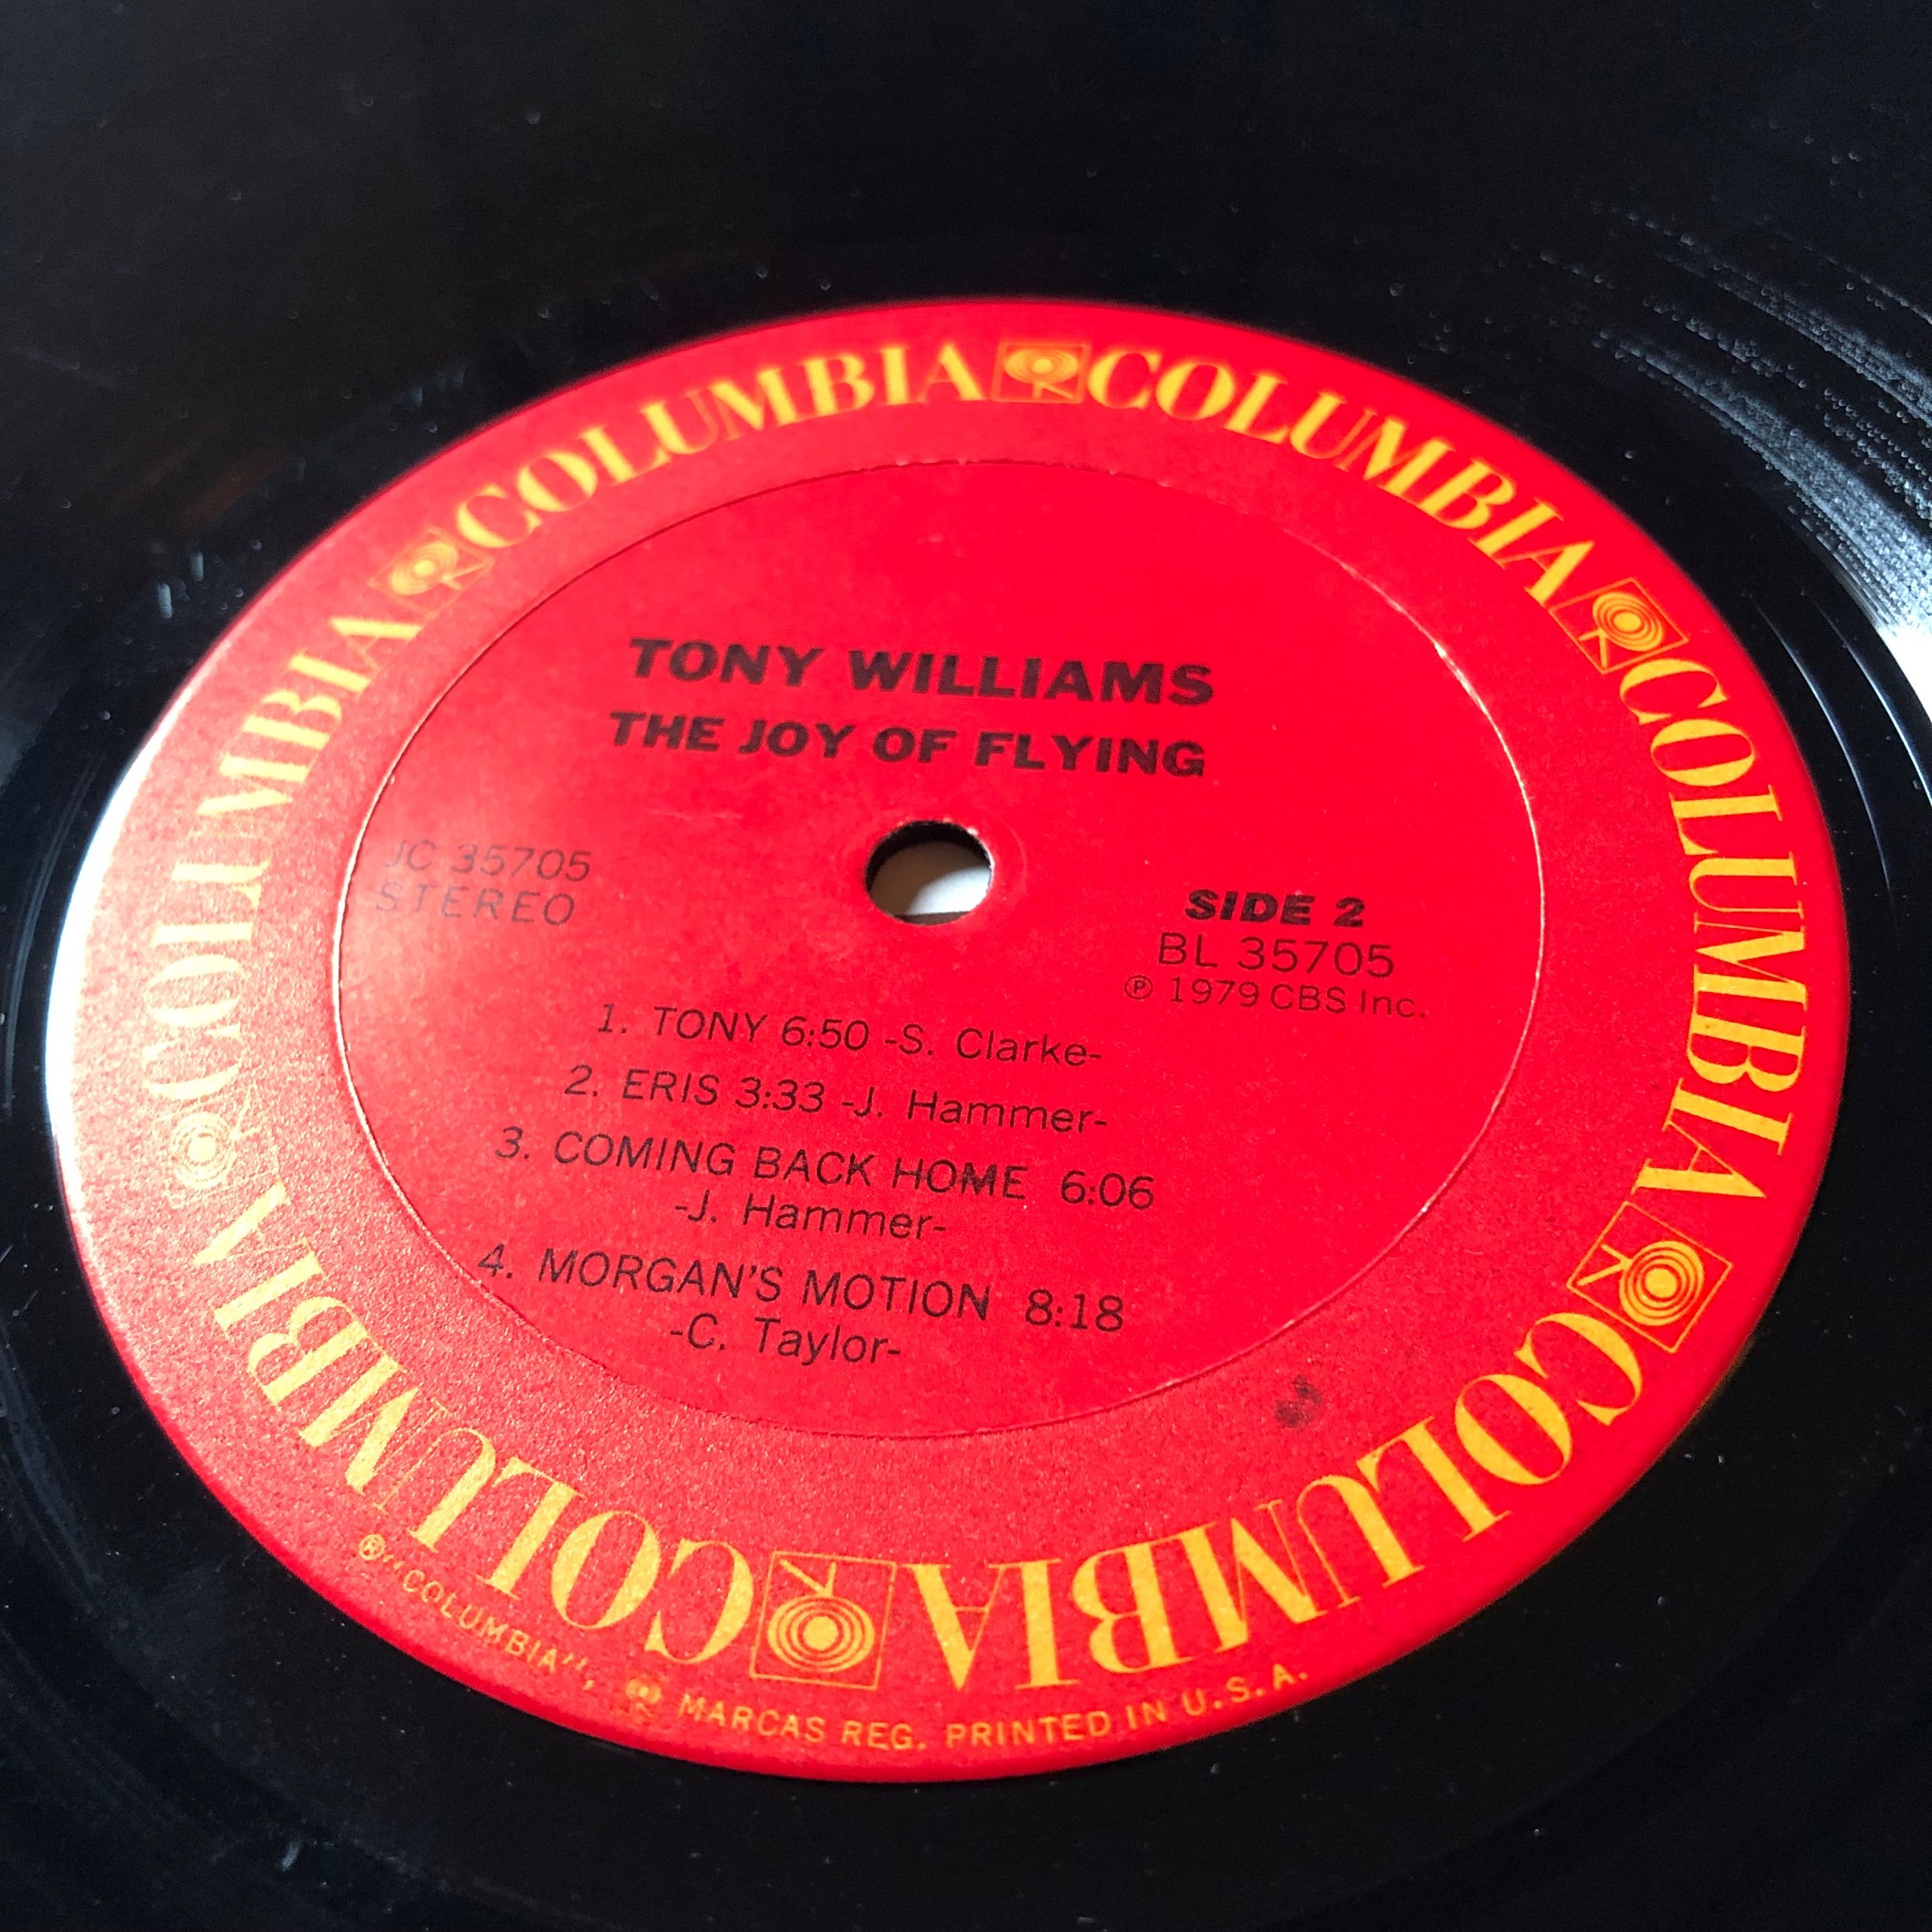 COLUMBIA COLUMBIA COLUMBIA COLUMBIA COLUMBIA COLUMBIA
TONY WILLIAMS
THE JOY OF FLYING
JC 35705
STEREO
SIDE 2
BL 35705
℗ 1979 CBS Inc.
1. TONY 6:50 -S. Clarke-
2. ERIS 3:33 -J. Hammer-
3. COMING BACK HOME 6:06
-J. Hammer-
4. MORGAN'S MOTION 8:18
-C. Taylor-
® "COLUMBIA", MARCAS REG. PRINTED IN U.S.A.